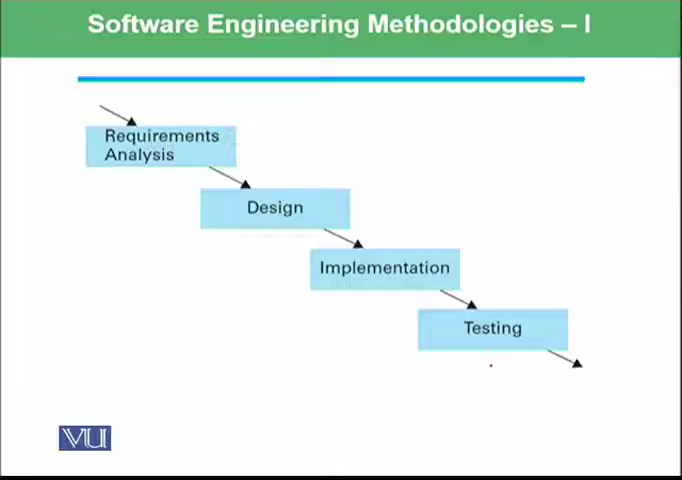 Software Engineering Methodologies – I
Requirements
Analysis
Design
Implementation
Testing
VU